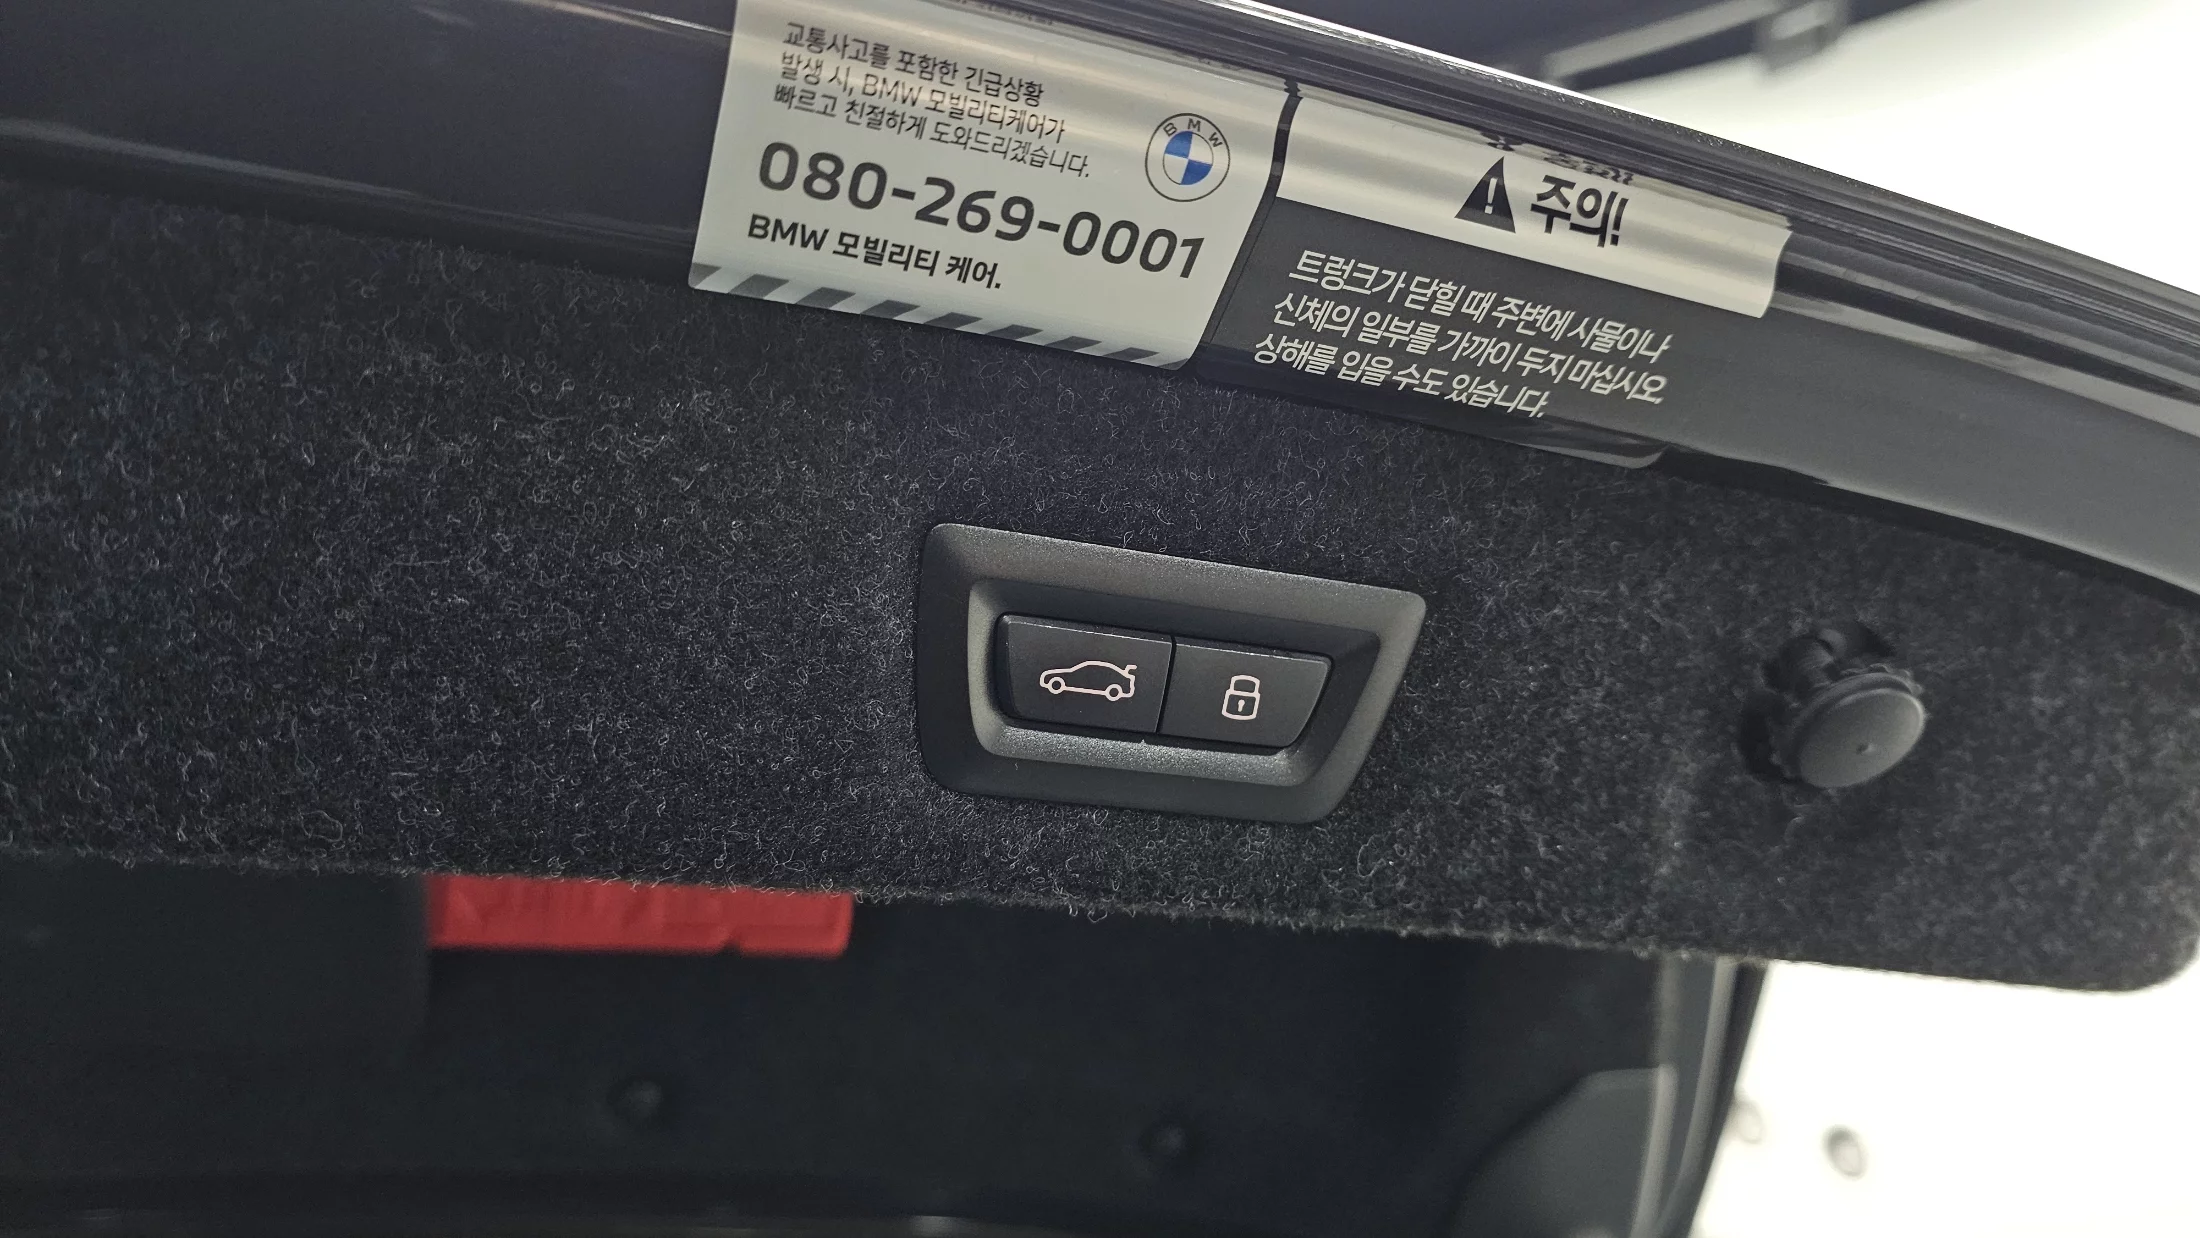 교통사고를 포함한 긴급상황
발생 시, BMW 모빌리티케어가
빠르고 친절하게 도와드리겠습니다.
080-269-0001
BMW 모빌리티 케어.
BMW
주의!
트렁크가 닫힐 때 주변에 사물이나
신체의 일부를 가까이 두지 마십시오.
상해를 입을 수도 있습니다.